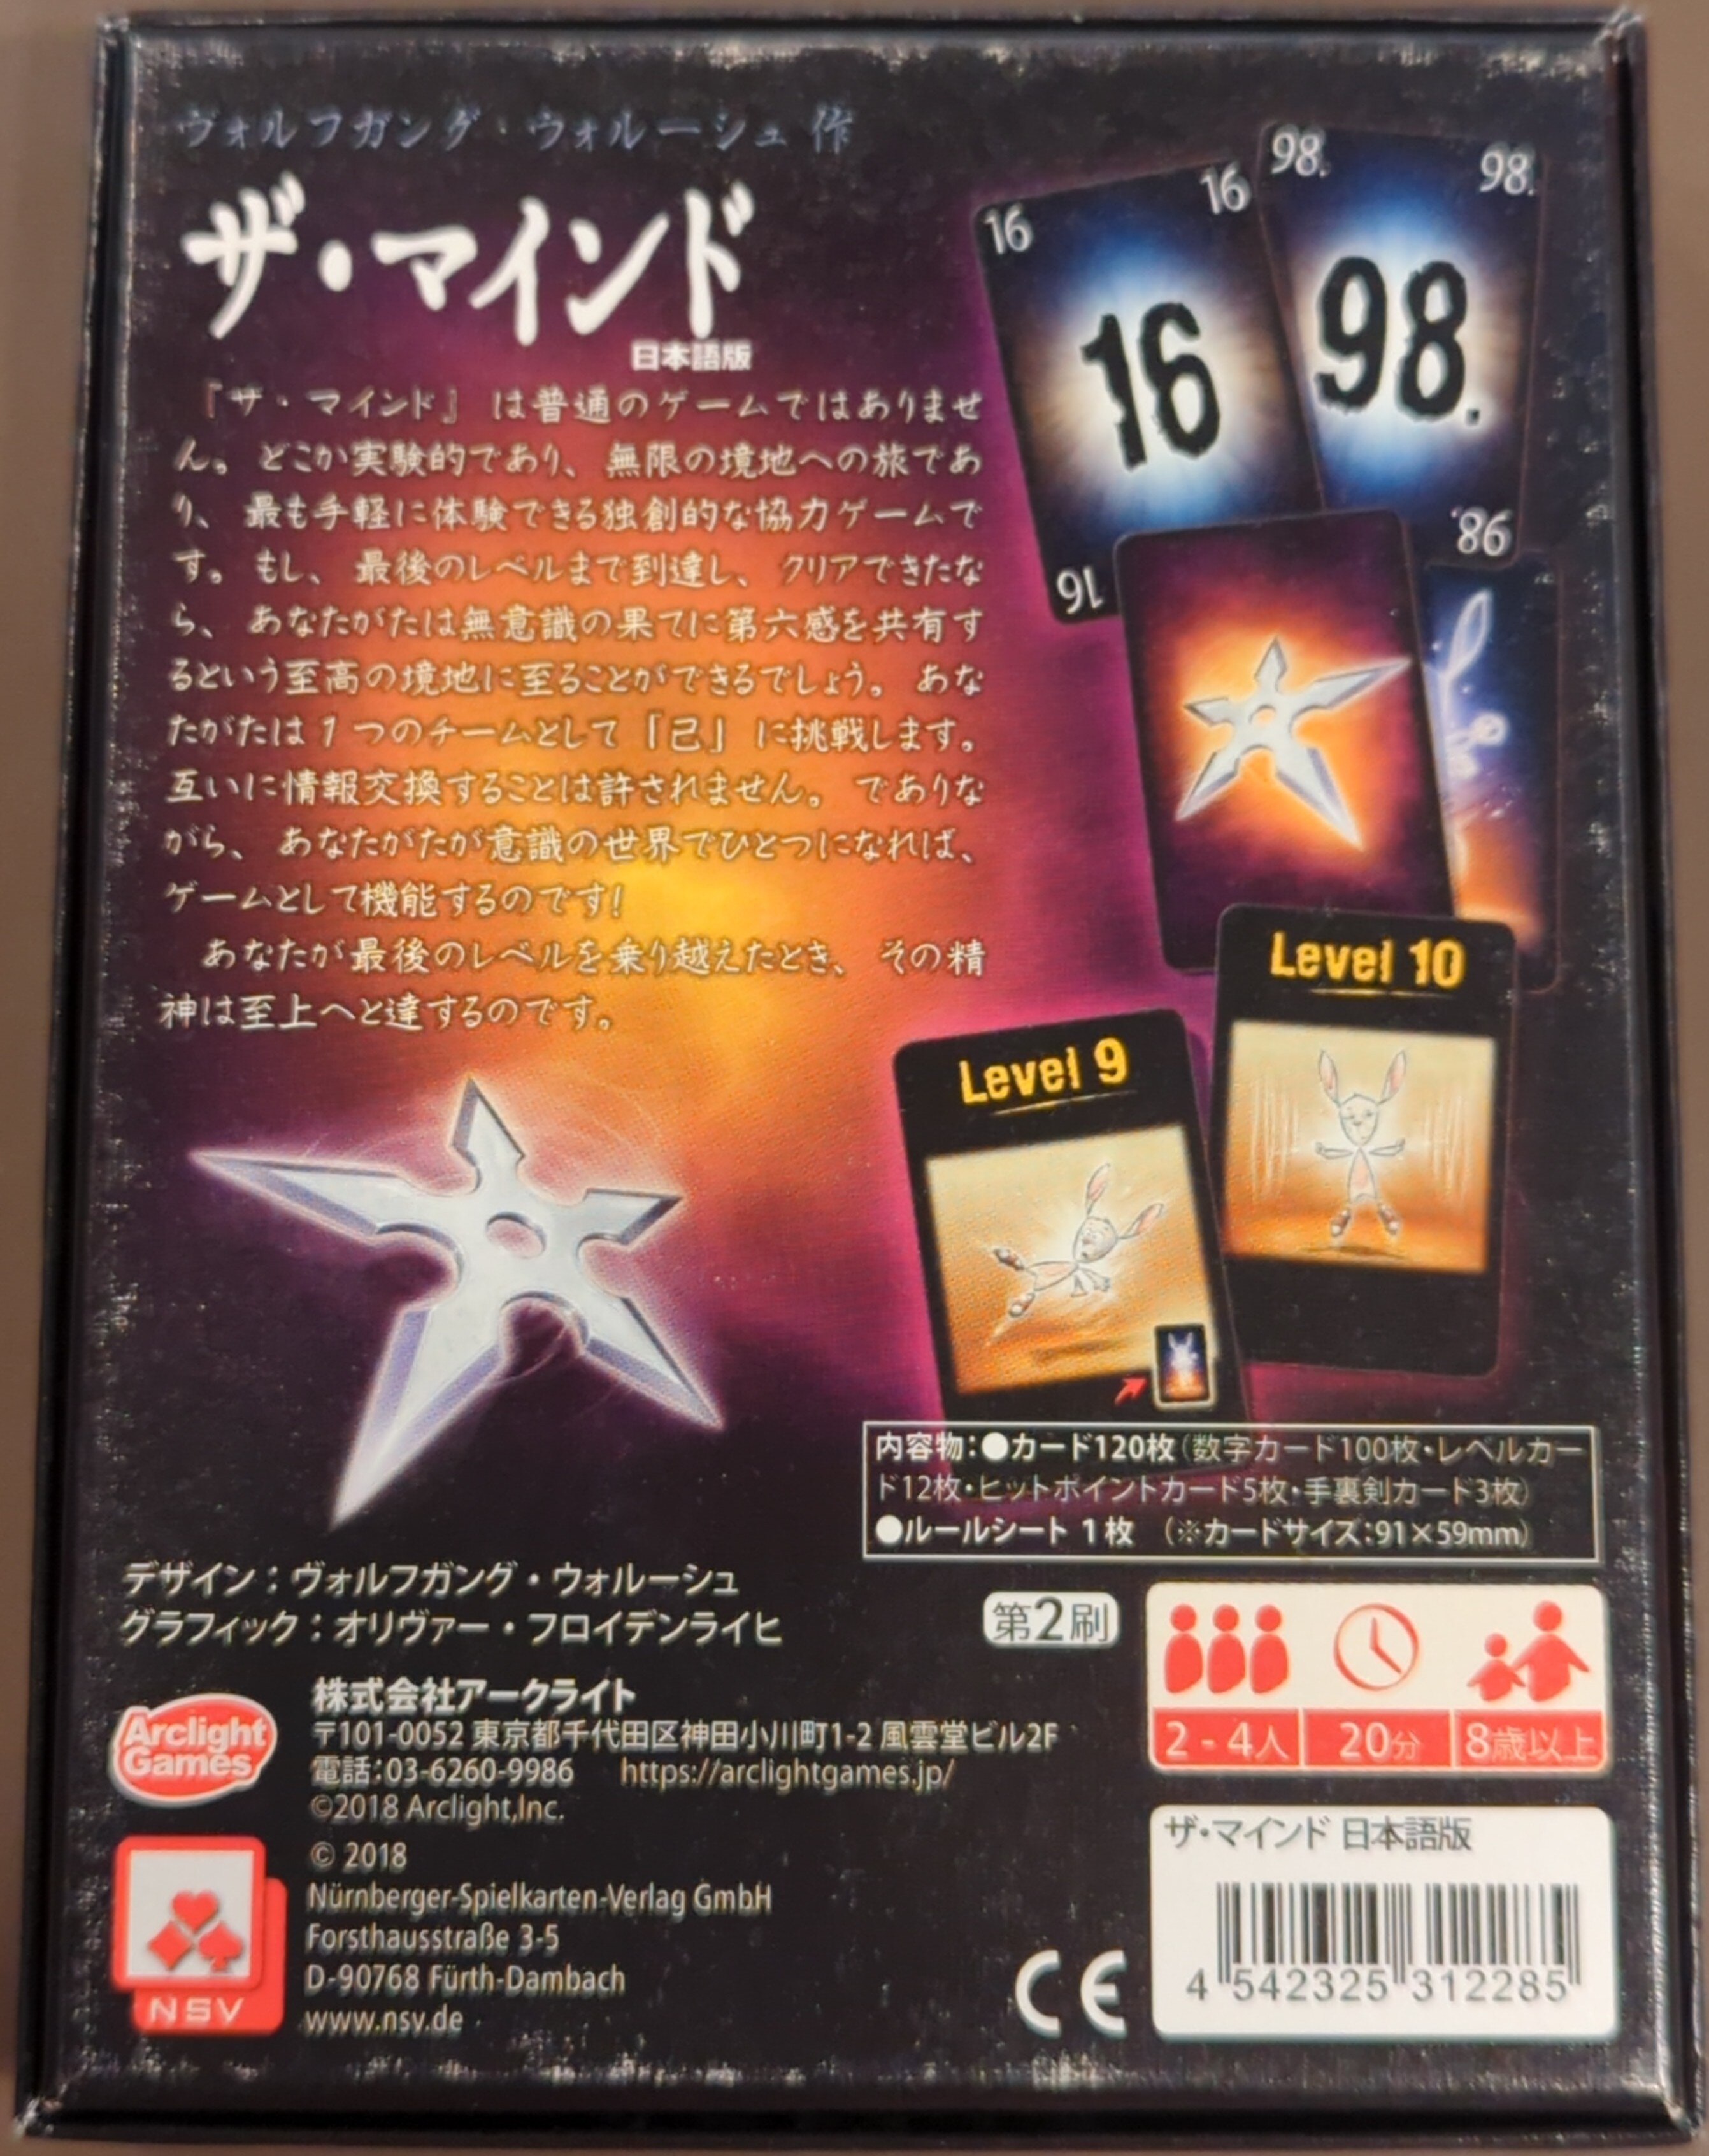 ヴォルフガング・ウォルーシュ 作
ザ・マインド
日本語版
『ザ・マインド』 は普通のゲームではありませ
ん。どこか実験的であり、無限の境地への旅であ
り、最も手軽に体験できる独創的な協力ゲームで
す。もし、最後のレベルまで到達し、クリアできたな
ら、あなたがたは無意識の果てに第六感を共有す
るという至高の境地に至ることができるでしょう。あな
たがたは1つのチームとして「己」に挑戦します。
互いに情報交換することは許されません。でありな
がら、あなたがたが意識の世界でひとつになれば、
ゲームとして機能するのです!
あなたが最後のレベルを乗り越えたとき、その精
神は至上へと達するのです。
16
16
16
16
98.
98.
98.
98.
Level 10
Level 9
内容物:●カード120枚(数字カード100枚・レベルカー
ド12枚・ヒットポイントカード5枚・手裏剣カード3枚)
●ルールシート 1枚 (※カードサイズ:91×59mm)
デザイン:ヴォルフガング・ウォルーシュ
グラフィック:オリヴァー・フロイデンライヒ
第2刷
2-4人
20分
8歳以上
Arclight
Games
株式会社アークライト
〒101-0052 東京都千代田区神田小川町1-2 風雲堂ビル2F
電話:03-6260-9986 https://arclightgames.jp/
©2018 Arclight,Inc.
© 2018
Nürnberger-Spielkarten-Verlag GmbH
Forsthausstraße 3-5
D-90768 Fürth-Dambach
www.nsv.de
NSV
CE
ザ・マインド 日本語版
4 542325 312285